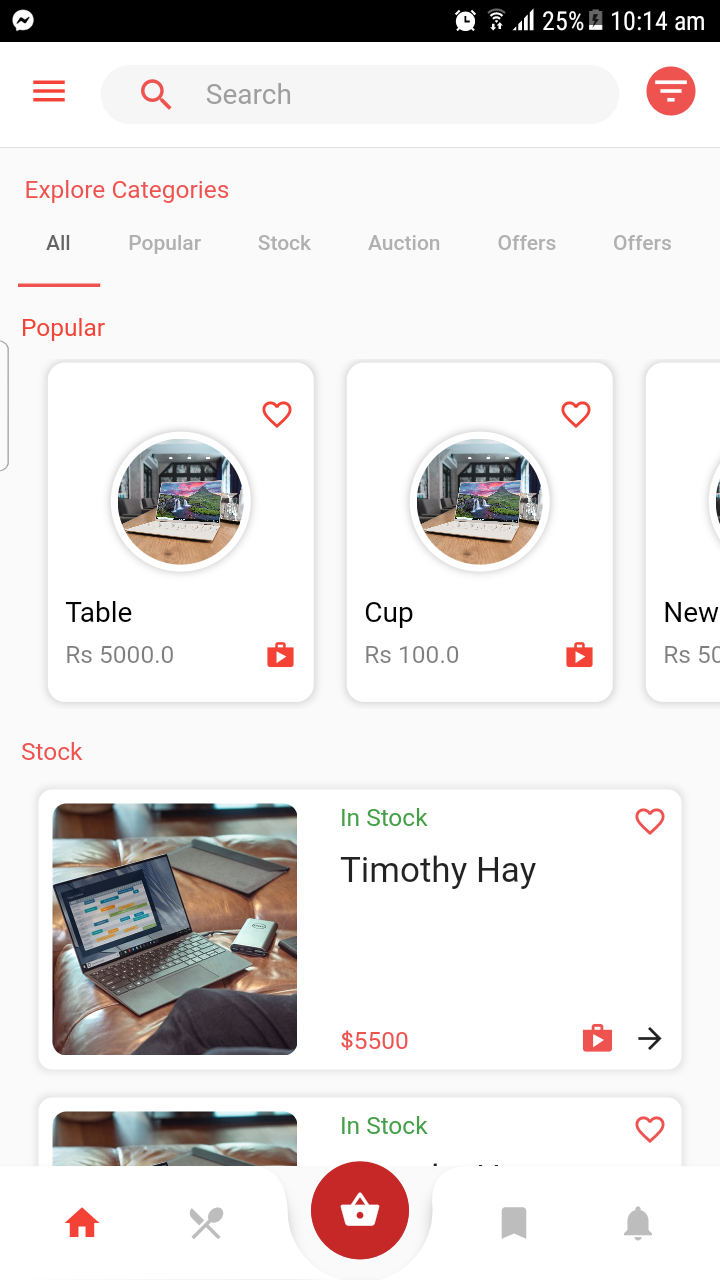 25% 10:14 am
Search
Explore Categories
All Popular Stock Auction Offers Offers
Popular
Table Cup New
Rs 5000.0 Rs 100.0 Rs 50
Stock
In Stock
Timothy Hay
$5500
In Stock